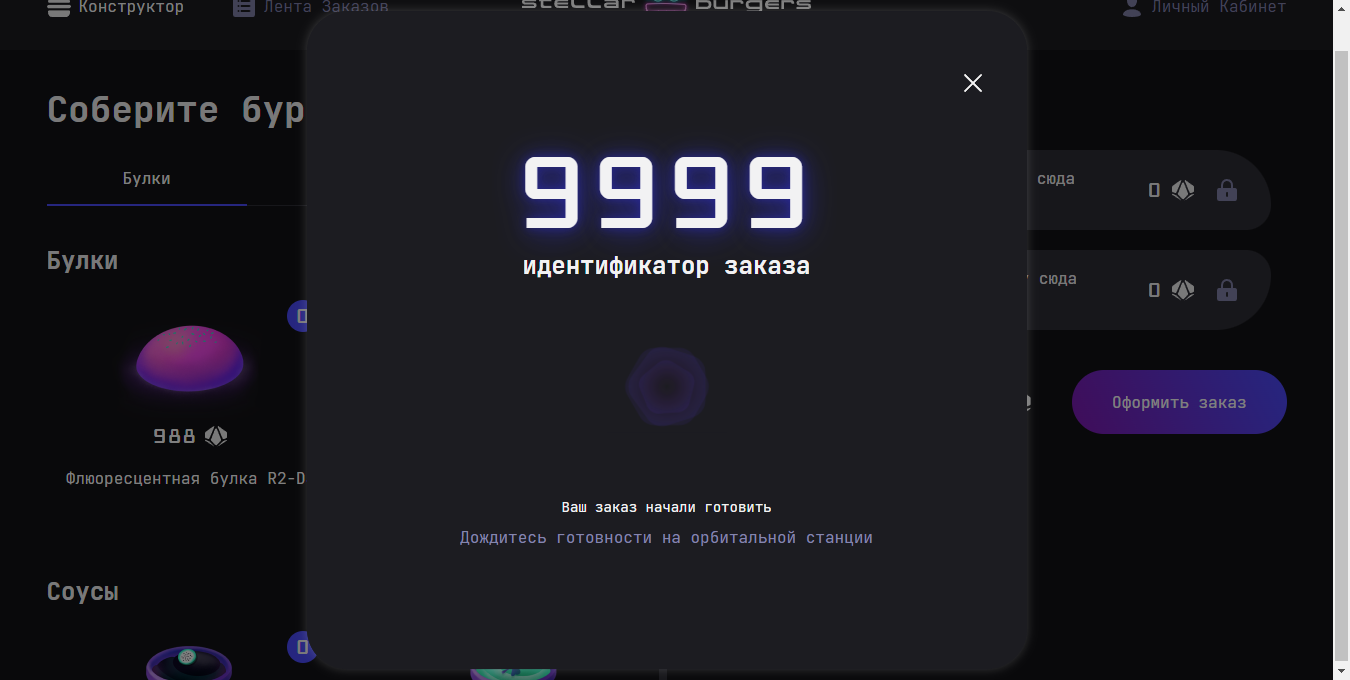 Конструктор
Лента Заказов
stellar burgers
Личный Кабинет
Соберите бур
Булки
Булки
0
988
Флюоресцентная булка R2-D
Соусы
0
9999
идентификатор заказа
Ваш заказ начали готовить
Дождитесь готовности на орбитальной станции
сюда
0
сюда
0
Оформить заказ